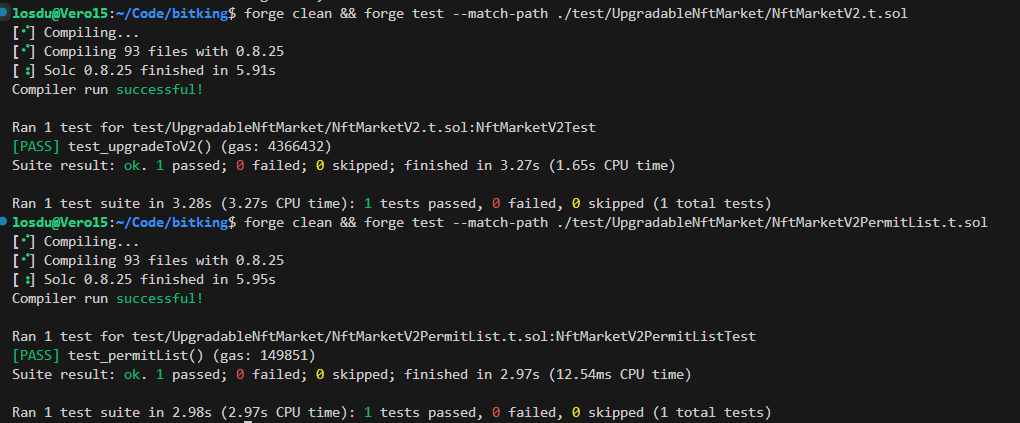 losdu@Vero15:~/Code/bitking$ forge clean && forge test --match-path ./test/UpgradableNftMarket/NftMarketV2.t.sol
[⠊] Compiling...
[⠊] Compiling 93 files with 0.8.25
[⠘] Solc 0.8.25 finished in 5.91s
Compiler run successful!
Ran 1 test for test/UpgradableNftMarket/NftMarketV2.t.sol:NftMarketV2Test
[PASS] test_upgradeToV2() (gas: 4366432)
Suite result: ok. 1 passed; 0 failed; 0 skipped; finished in 3.27s (1.65s CPU time)
Ran 1 test suite in 3.28s (3.27s CPU time): 1 tests passed, 0 failed, 0 skipped (1 total tests)
losdu@Vero15:~/Code/bitking$ forge clean && forge test --match-path ./test/UpgradableNftMarket/NftMarketV2PermitList.t.sol
[⠊] Compiling...
[⠊] Compiling 93 files with 0.8.25
[⠘] Solc 0.8.25 finished in 5.95s
Compiler run successful!
Ran 1 test for test/UpgradableNftMarket/NftMarketV2PermitList.t.sol:NftMarketV2PermitListTest
[PASS] test_permitList() (gas: 149851)
Suite result: ok. 1 passed; 0 failed; 0 skipped; finished in 2.97s (12.54ms CPU time)
Ran 1 test suite in 2.98s (2.97s CPU time): 1 tests passed, 0 failed, 0 skipped (1 total tests)